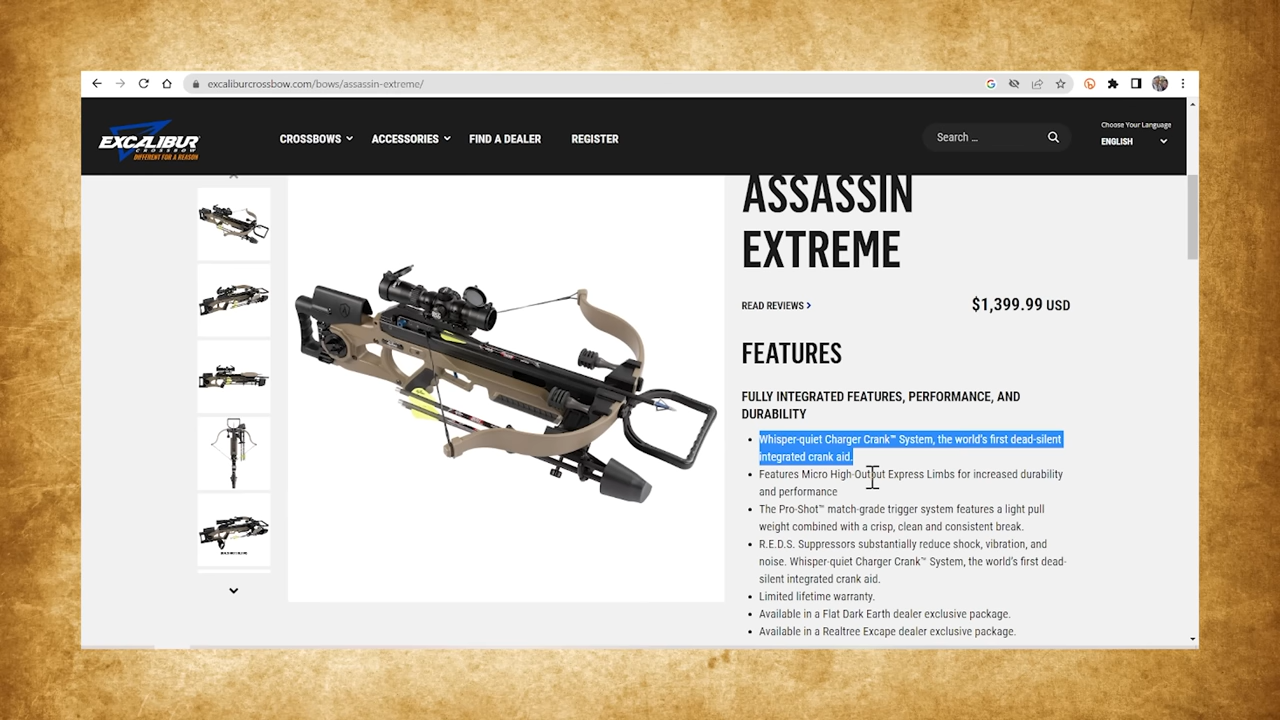 excaliburcrossbow.com/bows/assassin-extreme/
EXCALIBUR
CROSSBOW
DIFFERENT FOR A REASON
CROSSBOWS
ACCESSORIES
FIND A DEALER
REGISTER
Search ...
Choose Your Language
ENGLISH
ASSASSIN
EXTREME
READ REVIEWS
$1,399.99 USD
FEATURES
FULLY INTEGRATED FEATURES, PERFORMANCE, AND
DURABILITY
• Whisper-quiet Charger Crank™ System, the world's first dead-silent
integrated crank aid.
• Features Micro High-Output Express Limbs for increased durability
and performance
• The Pro-Shot™ match-grade trigger system features a light pull
weight combined with a crisp, clean and consistent break.
• R.E.D.S. Suppressors substantially reduce shock, vibration, and
noise. Whisper-quiet Charger Crank™ System, the world's first dead-
silent integrated crank aid.
• Limited lifetime warranty.
• Available in a Flat Dark Earth dealer exclusive package.
• Available in a Realtree Excape dealer exclusive package.